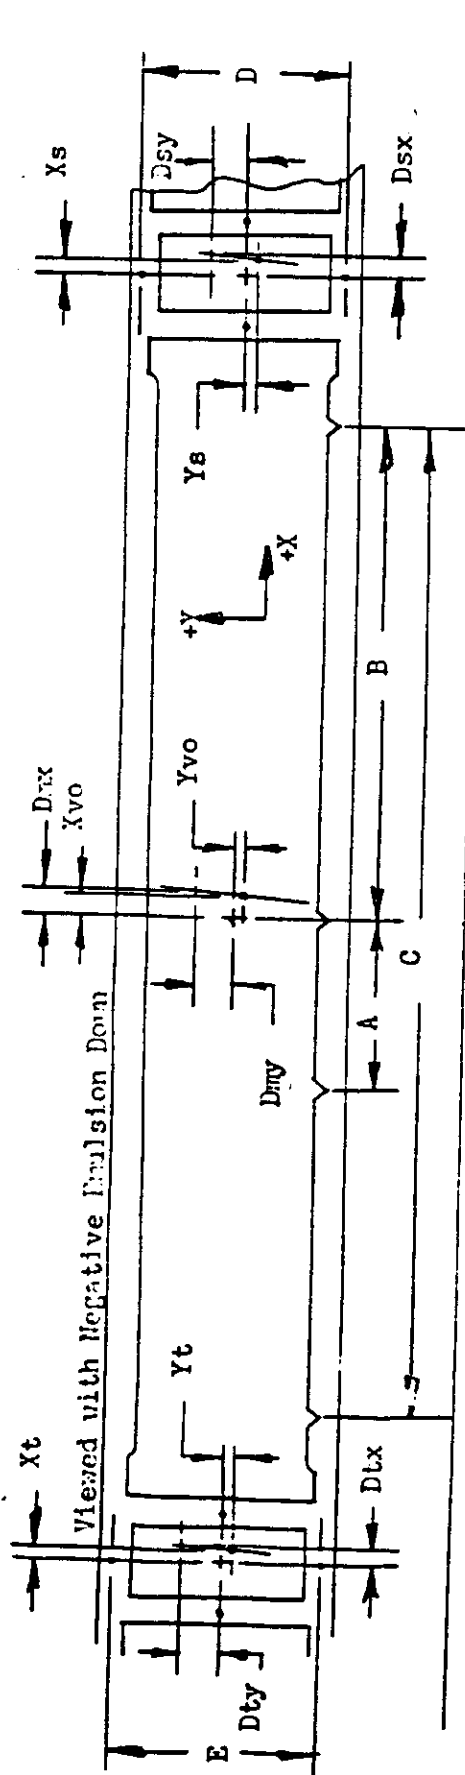 Viewed with Negative Emulsion Down
Xt
Dmx
Xvo
Xs
Yt
Yvo
Ys
Dsy
D
+Y
+X
E
Dty
Dtx
Dmy
A
B
C
Dsx